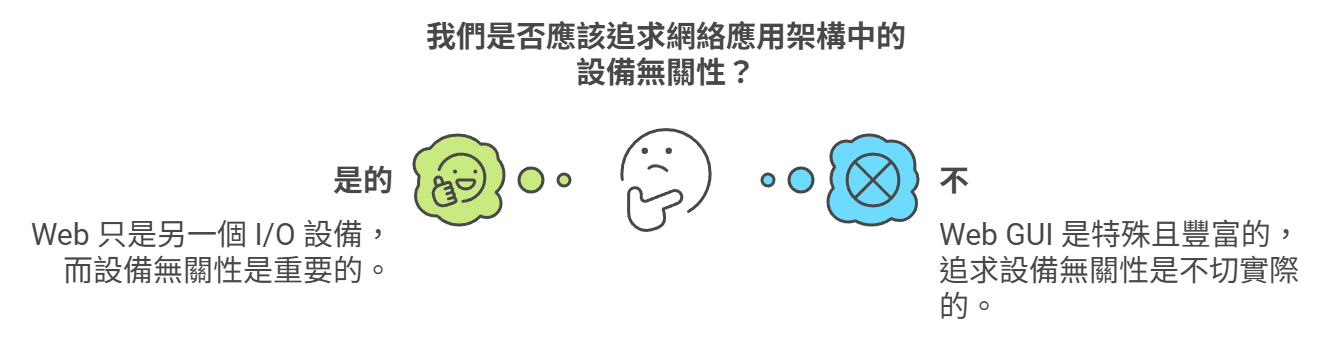 我們是否應該追求網絡應用架構中的
設備無關性？
是的
Web 只是另一個 I/O 設備，
而設備無關性是重要的。
不
Web GUI 是特殊且豐富的，
追求設備無關性是不切實際
的。